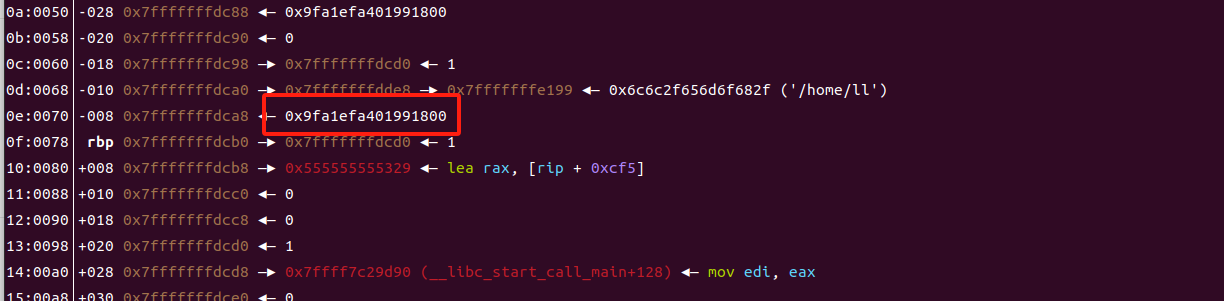 0a:0050│ -028 0x7fffffffdc88 ◂— 0x9fa1efa401991800
0b:0058│ -020 0x7fffffffdc90 ◂— 0
0c:0060│ -018 0x7fffffffdc98 —▸ 0x7fffffffdcd0 ◂— 1
0d:0068│ -010 0x7fffffffdca0 —▸ 0x7fffffffdde8 —▸ 0x7fffffffe199 ◂— 0x6c6c2f656d6f682f ('/home/ll')
0e:0070│ -008 0x7fffffffdca8 ◂— 0x9fa1efa401991800
0f:0078│ rbp 0x7fffffffdcb0 —▸ 0x7fffffffdcd0 ◂— 1
10:0080│ +008 0x7fffffffdcb8 —▸ 0x555555555329 ◂— lea rax, [rip + 0xcf5]
11:0088│ +010 0x7fffffffdcc0 ◂— 0
12:0090│ +018 0x7fffffffdcc8 ◂— 0
13:0098│ +020 0x7fffffffdcd0 ◂— 1
14:00a0│ +028 0x7fffffffdcd8 —▸ 0x7ffff7c29d90 (__libc_start_call_main+128) ◂— mov edi, eax
15:00a8│ +030 0x7fffffffdce0 ◂— 0